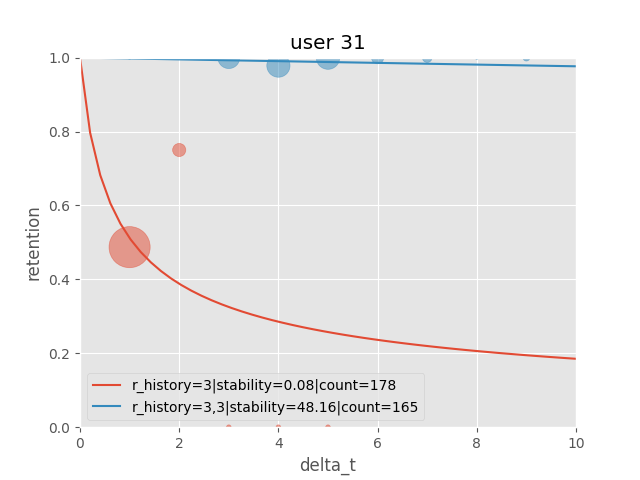 user 31
1.0
0.8
0.6
0.4
0.2
0.0
retention
r_history=3|stability=0.08|count=178
r_history=3,3|stability=48.16|count=165
0 2 4 6 8 10
delta_t